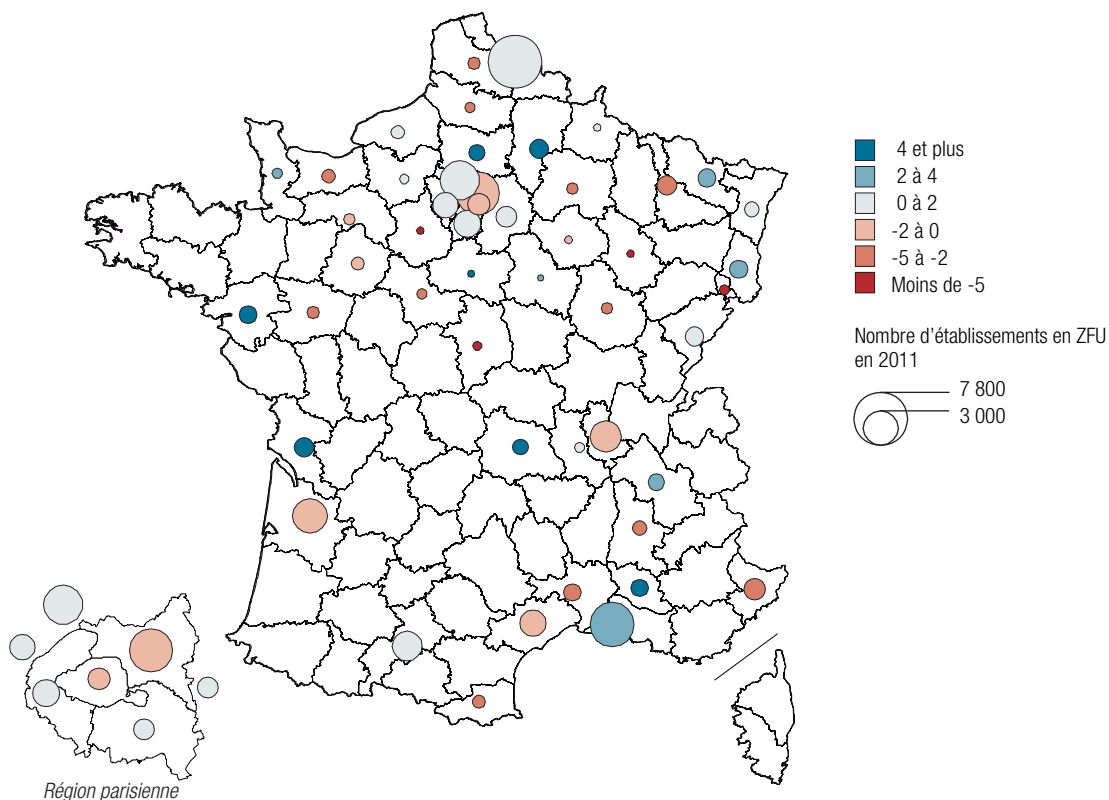 4 et plus
2 à 4
0 à 2
-2 à 0
-5 à -2
Moins de -5
Nombre d'établissements en ZFU
en 2011
7 800
3 000
Région parisienne